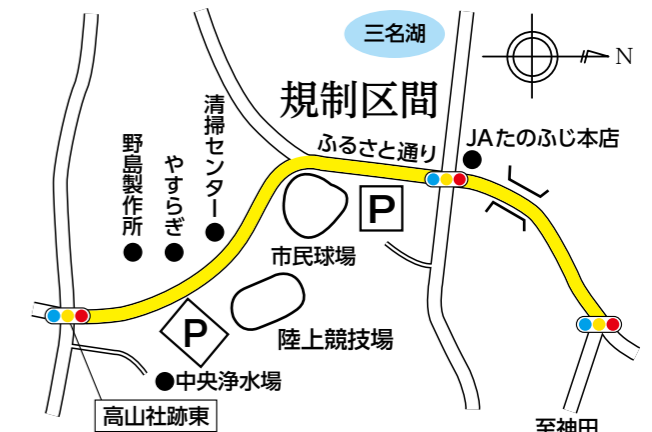 三名湖
N
規制区間
ふるさと通り
JAたのふじ本店
清掃センター
やすらぎ
野島製作所
P
市民球場
P
陸上競技場
中央浄水場
高山社跡東
至神田